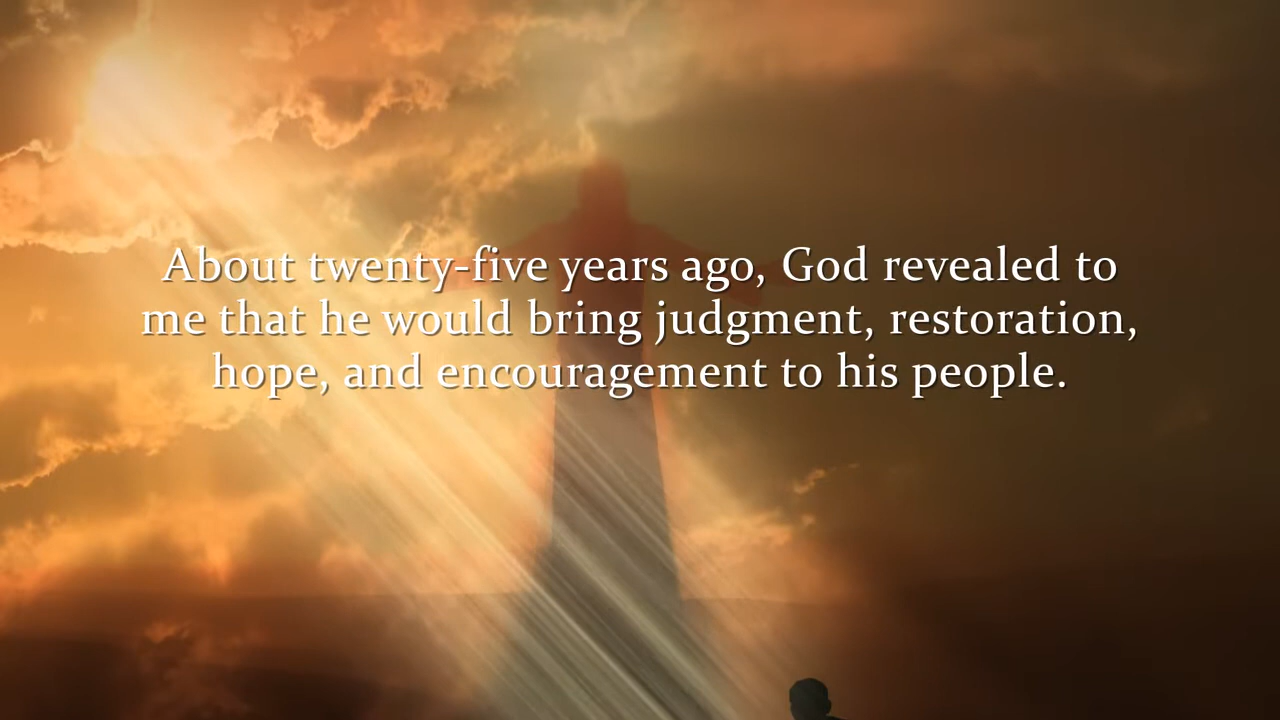 About twenty-five years ago, God revealed to
me that he would bring judgment, restoration,
hope, and encouragement to his people.